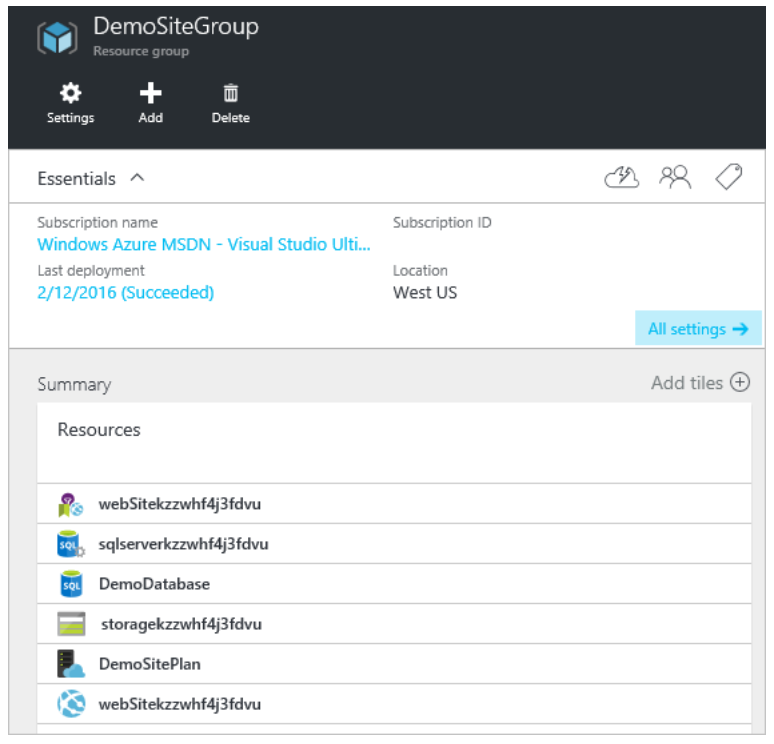 DemoSiteGroup
Resource group
Settings Add Delete
Essentials
Subscription name Subscription ID
Windows Azure MSDN - Visual Studio Ulti...
Last deployment Location
2/12/2016 (Succeeded) West US
All settings
Summary Add tiles
Resources
webSitekzzwhf4j3fdvu
SQL sqlserverkzzwhf4j3fdvu
SQL DemoDatabase
storagekzzwhf4j3fdvu
DemoSitePlan
webSitekzzwhf4j3fdvu